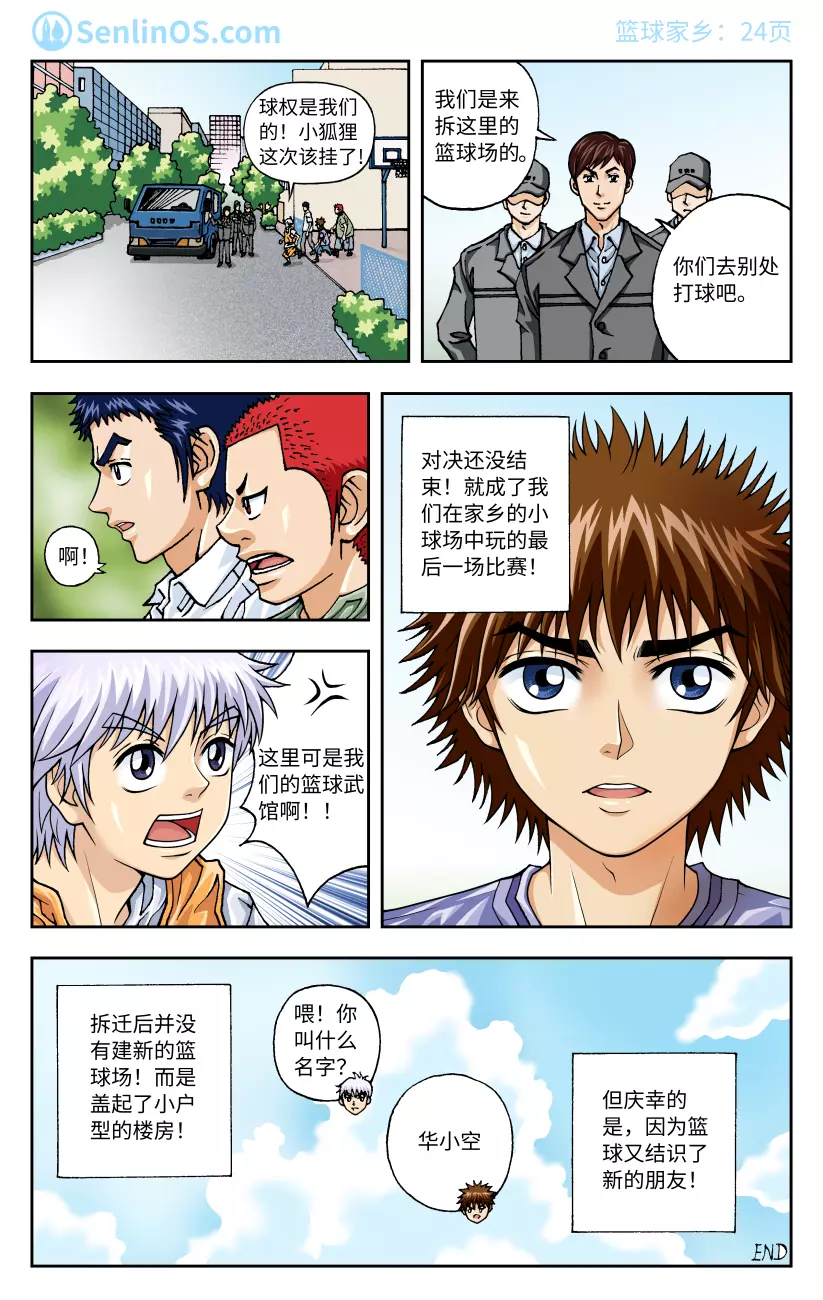 SenlinOS.com
篮球家乡：24页
球权是我们
的！小狐狸
这次该挂了！
我们是来
拆这里的
篮球场的。
你们去别处
打球吧。
啊！
对决还没结
束！就成了我
们在家乡的小
球场中玩的最
后一场比赛！
这里可是我
们的篮球武
馆啊！！
拆迁后并没
有建新的篮
球场！而是
盖起了小户
型的楼房！
喂！你
叫什么
名字？
华小空
但庆幸的
是，因为篮
球又结识了
新的朋友！
END